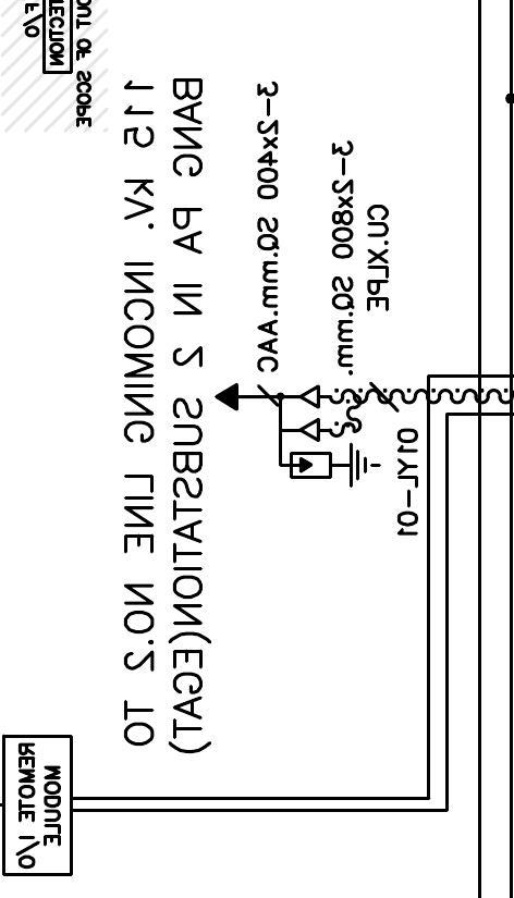 115 KV. INCOMING LINE NO.2 TO
BANG PA IN 2 SUBSTATION(EGAT)
3-2x400 SQ.mm.AAC
3-2x800 SQ.mm.
CU.XLPE
01YL-01
REMOTE I/O
MODULE
OUT OF SCOPE
F/O